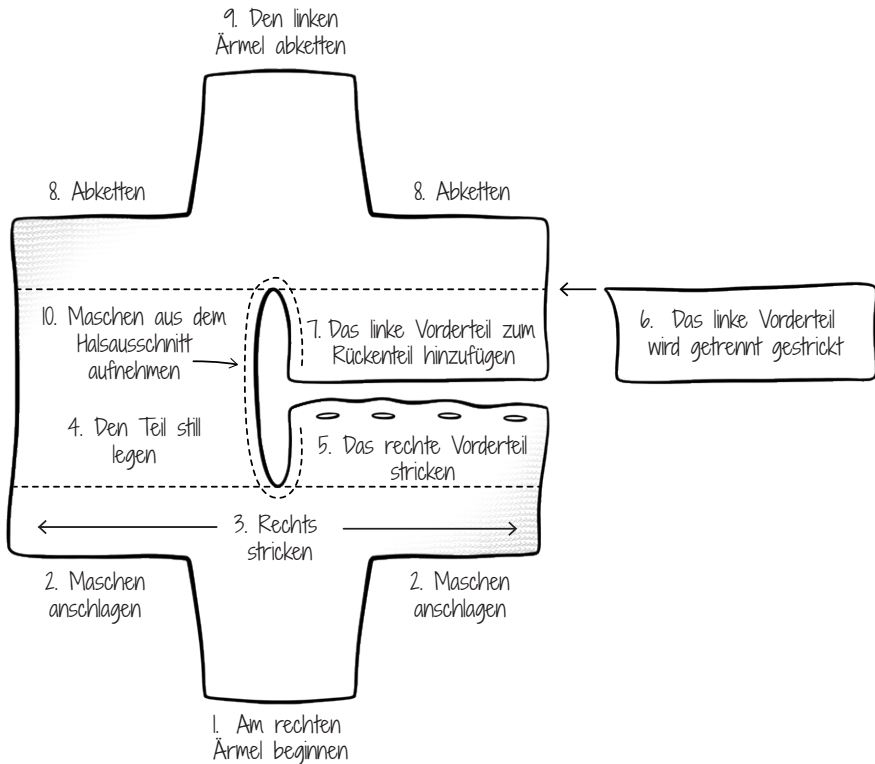 9. Den linken
Ärmel abketten
8. Abketten
8. Abketten
10. Maschen aus dem
Halsausschnitt
aufnehmen
7. Das linke Vorderteil zum
Rückenteil hinzufügen
6. Das linke Vorderteil
wird getrennt gestrickt
4. Den Teil still
legen
5. Das rechte Vorderteil
stricken
3. Rechts
stricken
2. Maschen
anschlagen
2. Maschen
anschlagen
1. Am rechten
Ärmel beginnen